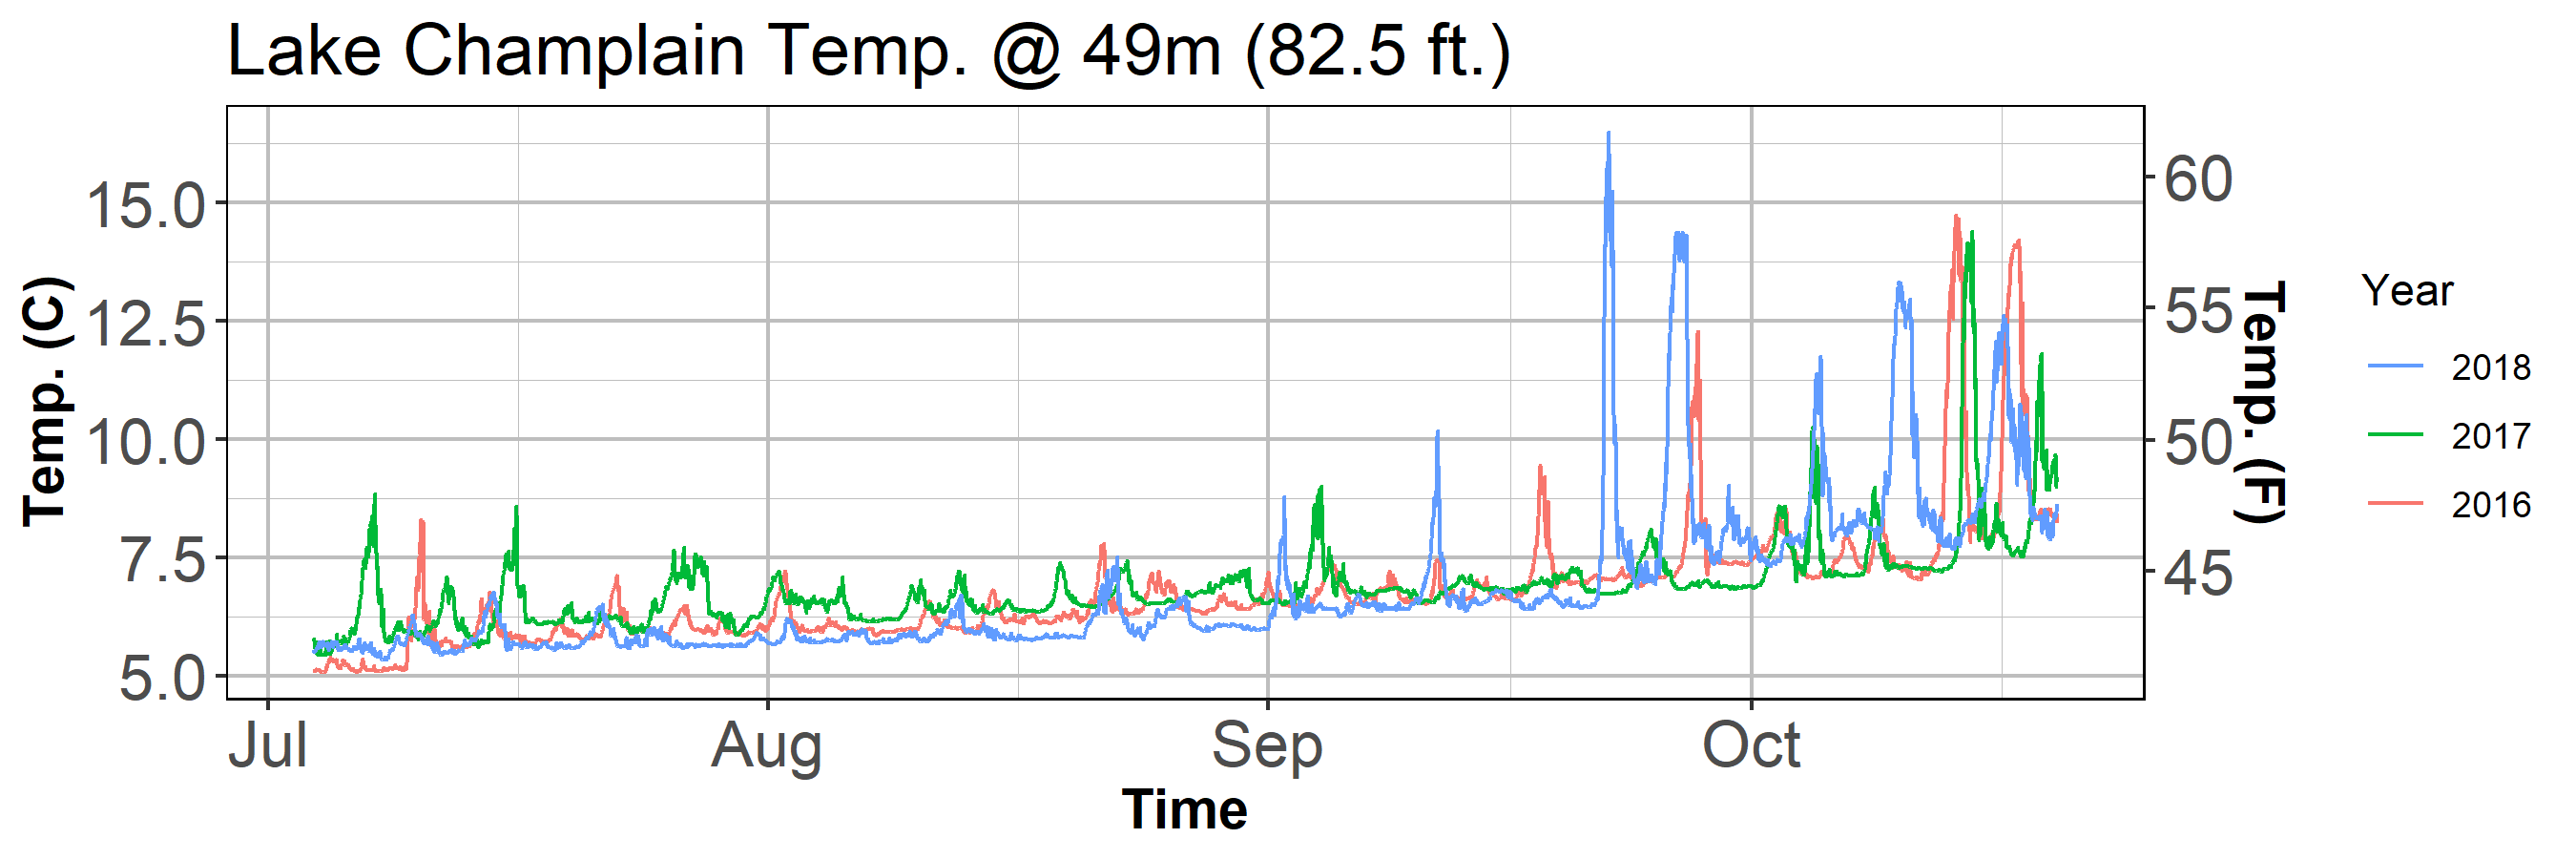 Lake Champlain Temp. @ 49m (82.5 ft.)
Temp. (C)
15.0
12.5
10.0
7.5
5.0
60
55
50
45
Temp. (F)
Jul Aug Sep Oct
Time
Year
2018
2017
2016